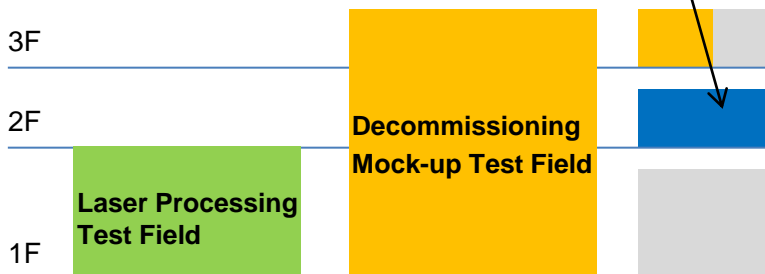 3F
2F
Decommissioning
Mock-up Test Field
Laser Processing
Test Field
1F